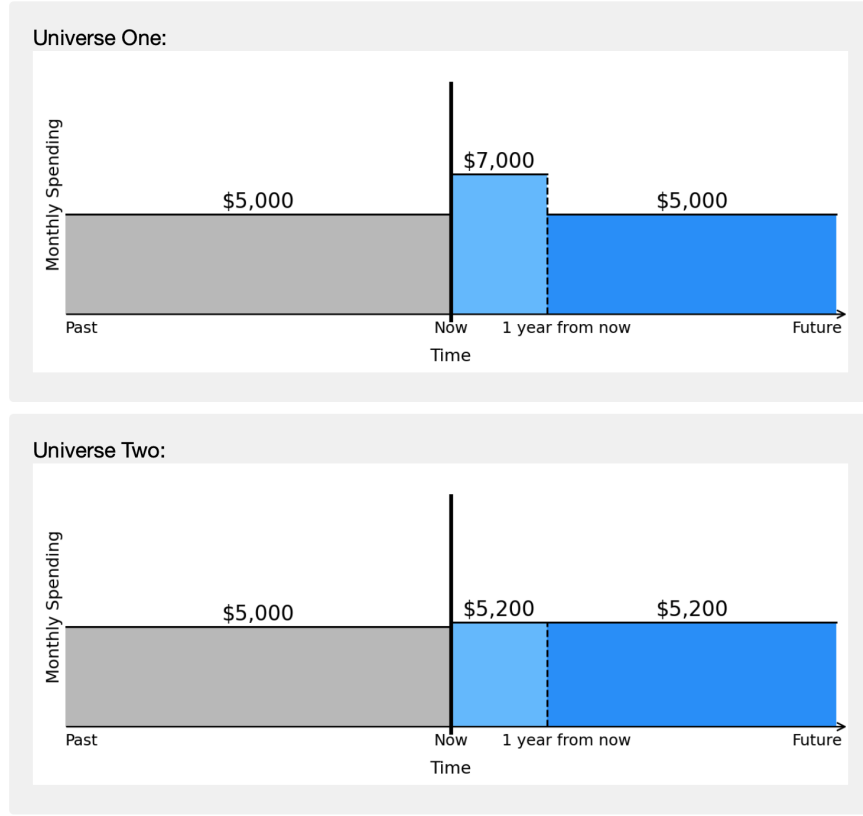 Universe One:
Monthly Spending
$7,000
$5,000
$5,000
Past
Now
1 year from now
Future
Time
Universe Two:
Monthly Spending
$5,000
$5,200
$5,200
Past
Now
1 year from now
Future
Time